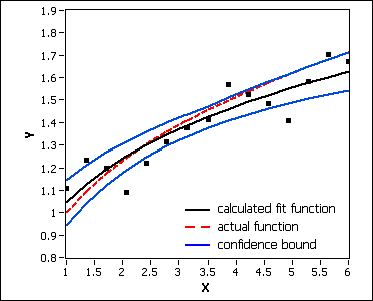 1.9
1.8
1.7
1.6
1.5
1.4
1.3
1.2
1.1
1
0.9
0.8
Y
calculated fit function
actual function
confidence bound
1 1.5 2 2.5 3 3.5 4 4.5 5 5.5 6
X